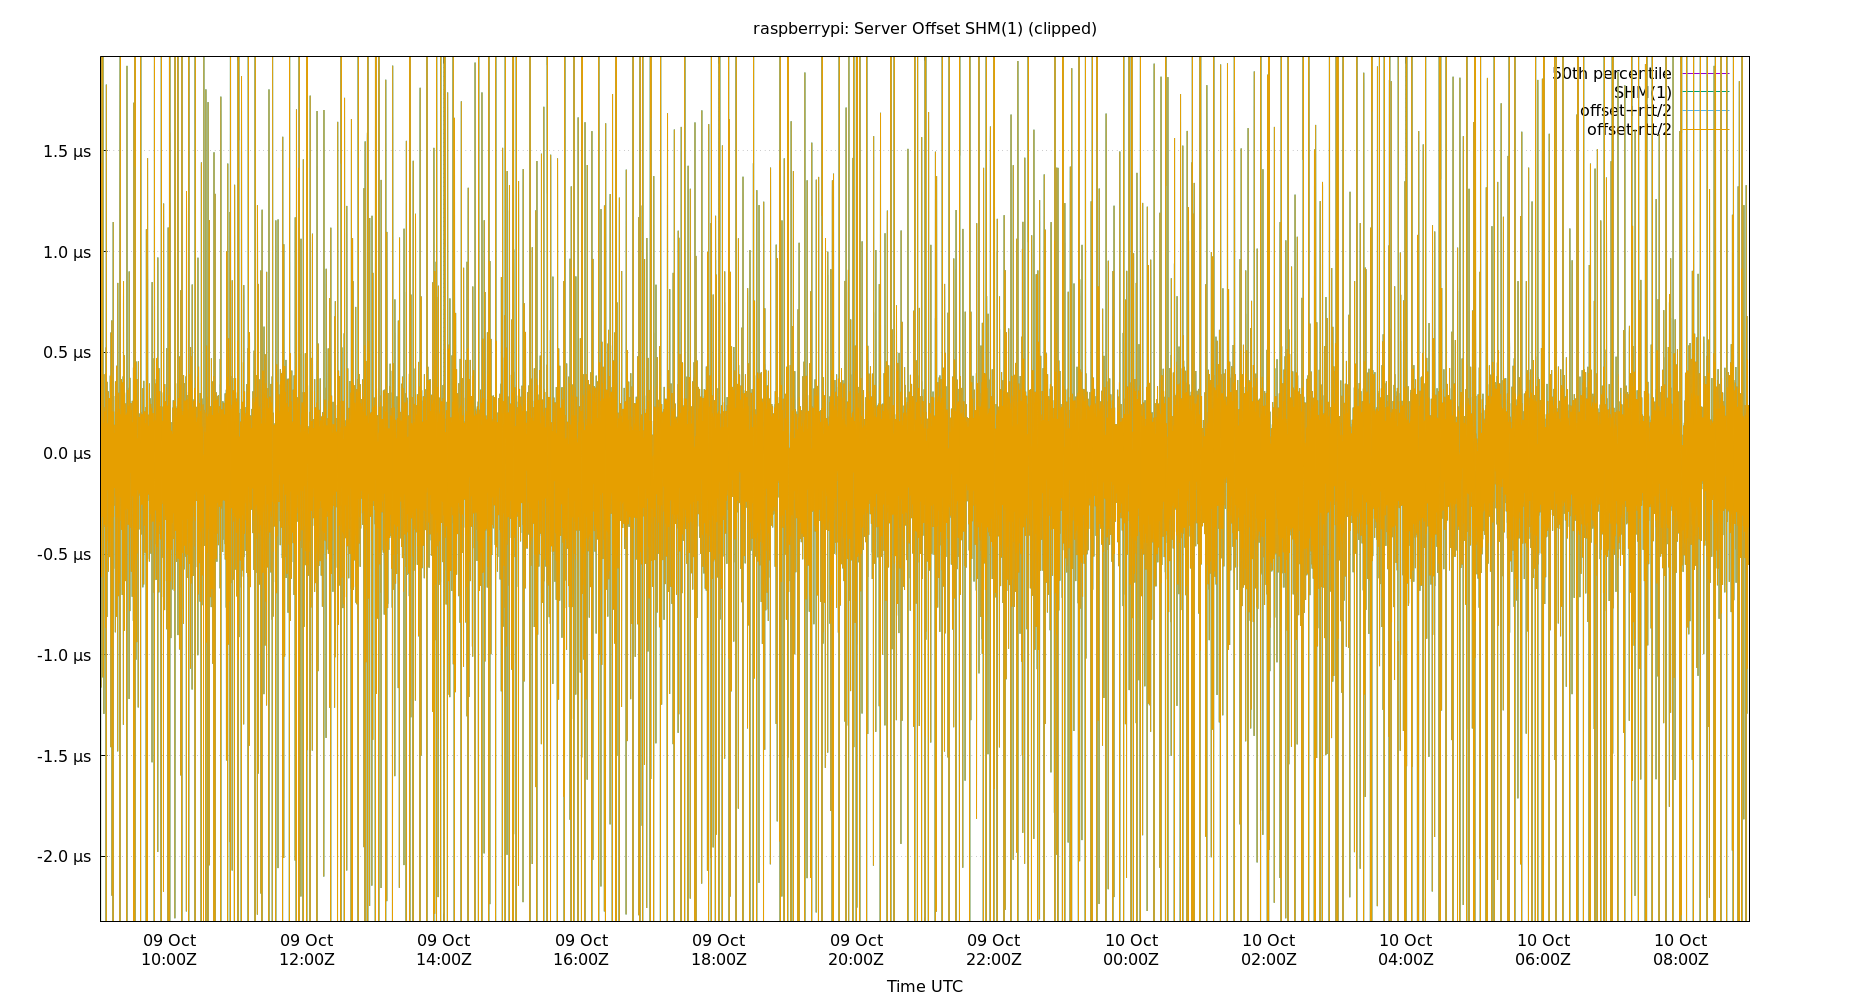 raspberrypi: Server Offset SHM(1) (clipped)
50th percentile
SHM(1)
offset+rtt/2
offset-rtt/2
1.5 µs
1.0 µs
0.5 µs
0.0 µs
-0.5 µs
-1.0 µs
-1.5 µs
-2.0 µs
09 Oct 09 Oct 09 Oct 09 Oct 09 Oct 09 Oct 09 Oct 10 Oct 10 Oct 10 Oct 10 Oct 10 Oct
10:00Z 12:00Z 14:00Z 16:00Z 18:00Z 20:00Z 22:00Z 00:00Z 02:00Z 04:00Z 06:00Z 08:00Z
Time UTC